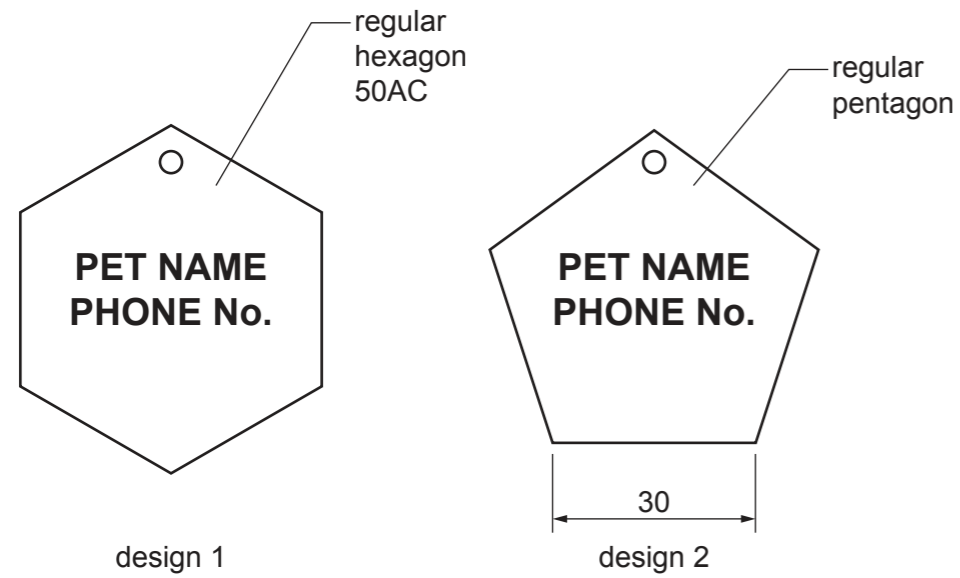 regular
hexagon
50AC
PET NAME
PHONE No.
design 1
regular
pentagon
PET NAME
PHONE No.
30
design 2